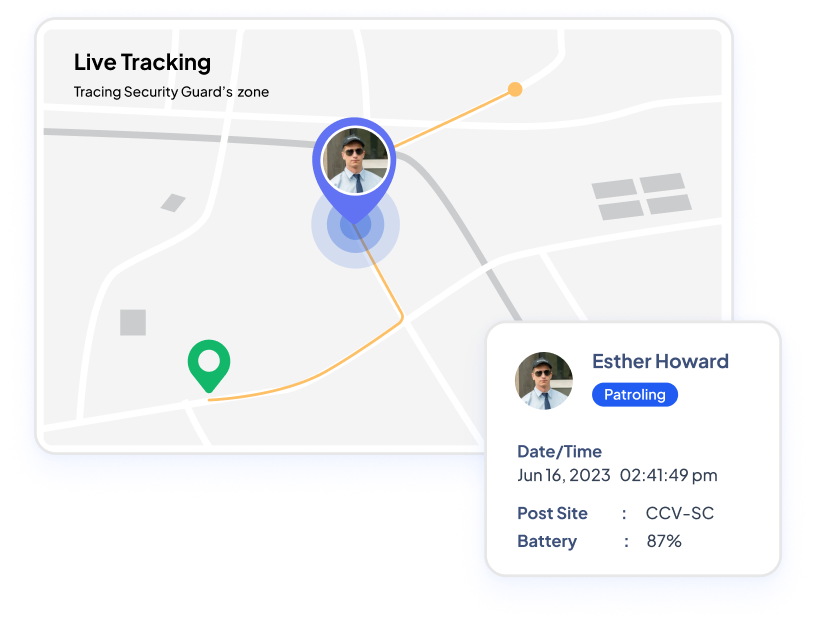 Live Tracking
Tracing Security Guard's zone
Esther Howard
Patroling
Date/Time
Jun 16, 2023 02:41:49 pm
Post Site : CCV-SC
Battery : 87%